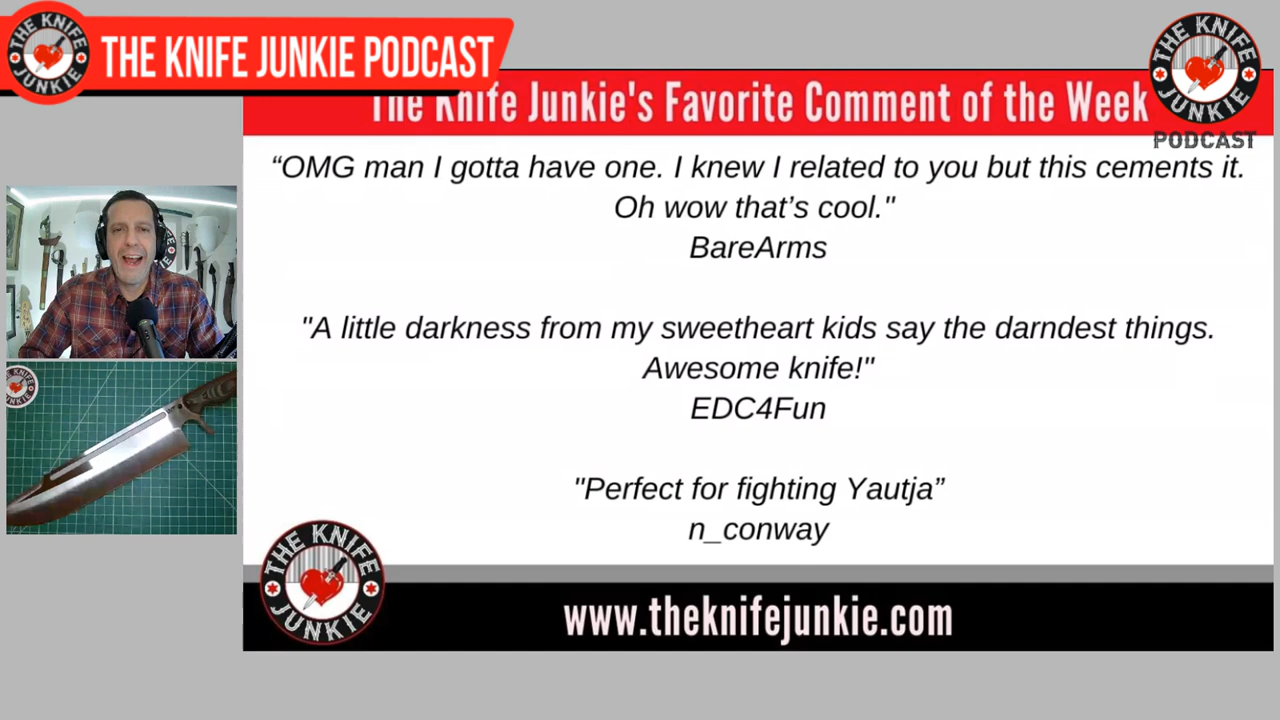 THE KNIFE JUNKIE
THE KNIFE JUNKIE PODCAST
THE KNIFE JUNKIE
PODCAST
The Knife Junkie's Favorite Comment of the Week
“OMG man I gotta have one. I knew I related to you but this cements it.
Oh wow that’s cool."
BareArms
"A little darkness from my sweetheart kids say the darndest things.
Awesome knife!"
EDC4Fun
"Perfect for fighting Yautja”
n_conway
THE KNIFE JUNKIE
www.theknifejunkie.com